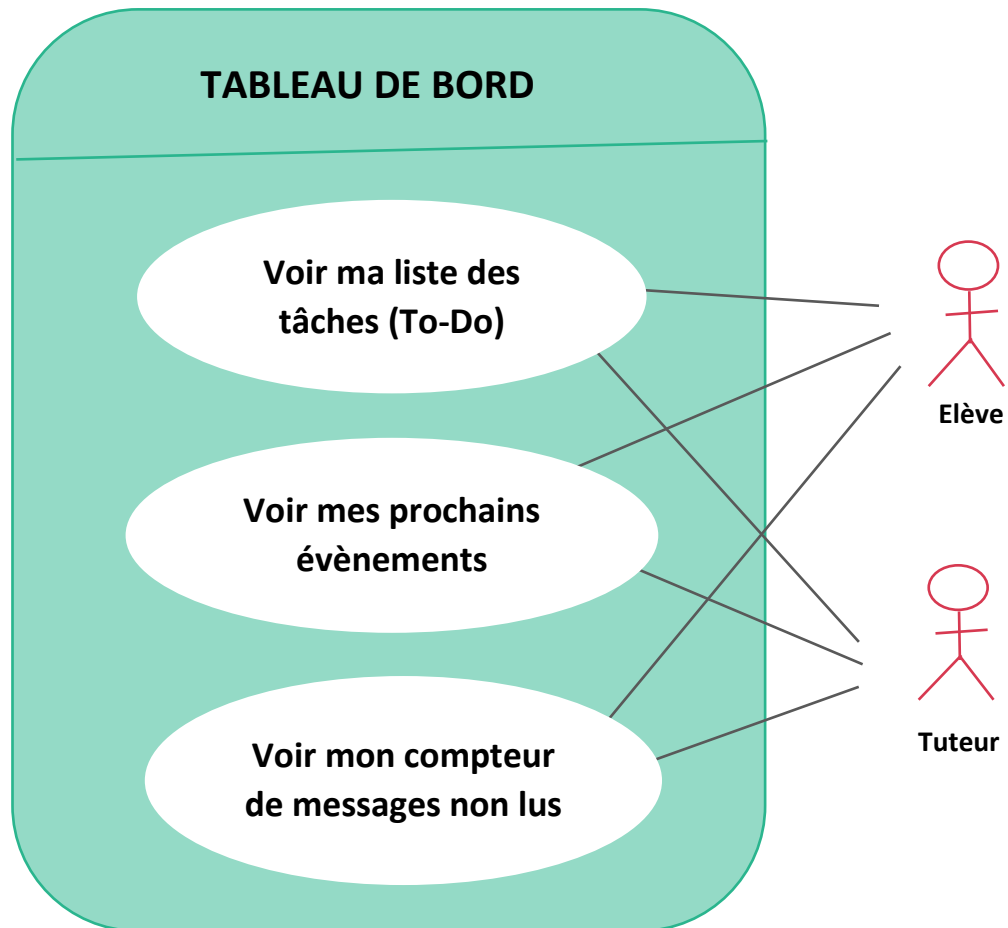 TABLEAU DE BORD
Voir ma liste des
tâches (To-Do)
Elève
Voir mes prochains
évènements
Tuteur
Voir mon compteur
de messages non lus